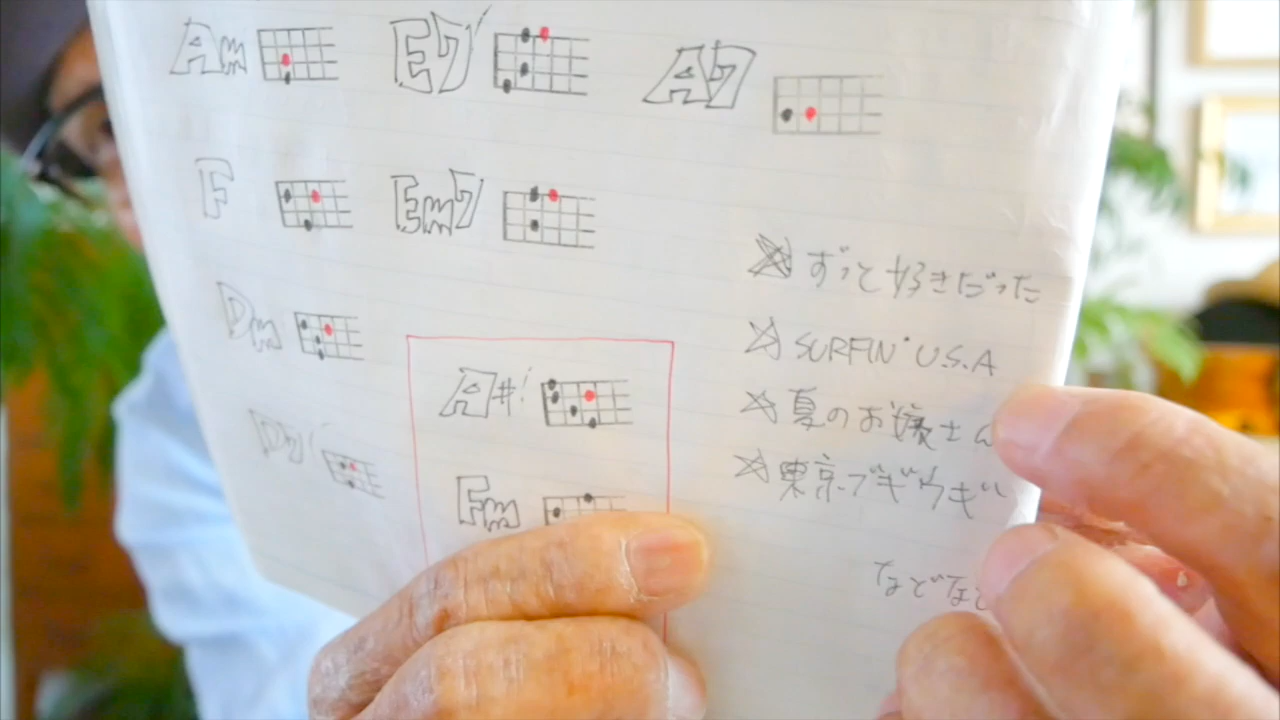 Am E7 A7
F Em7
Dm
D7
A#
Fm
ずっと好きだった
SURFIN' U.S.A
夏のお嬢さん
東京ブギウギ
などなど